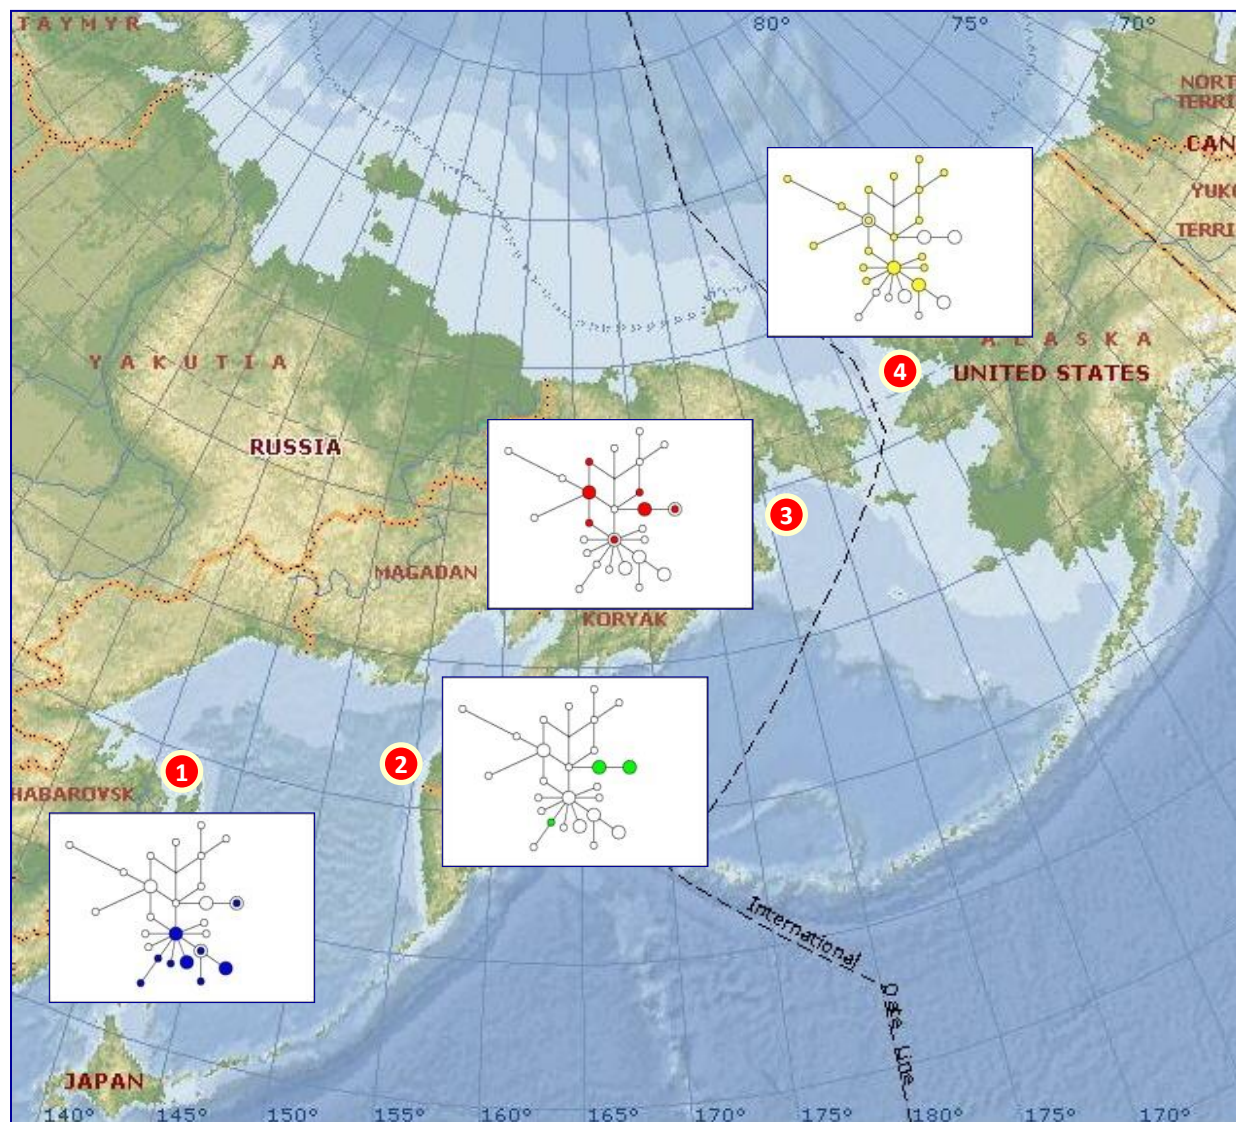 TAYMYR
80°
75°
70°
NORT
TERRI
CAN
YUKO
TERRI
YAKUTIA
ALASKA
4
UNITED STATES
RUSSIA
3
MAGADAN
KORYAK
1
2
HABAROVSK
International
Date Line
JAPAN
140°
145°
150°
155°
160°
165°
170°
175°
180°
175°
170°